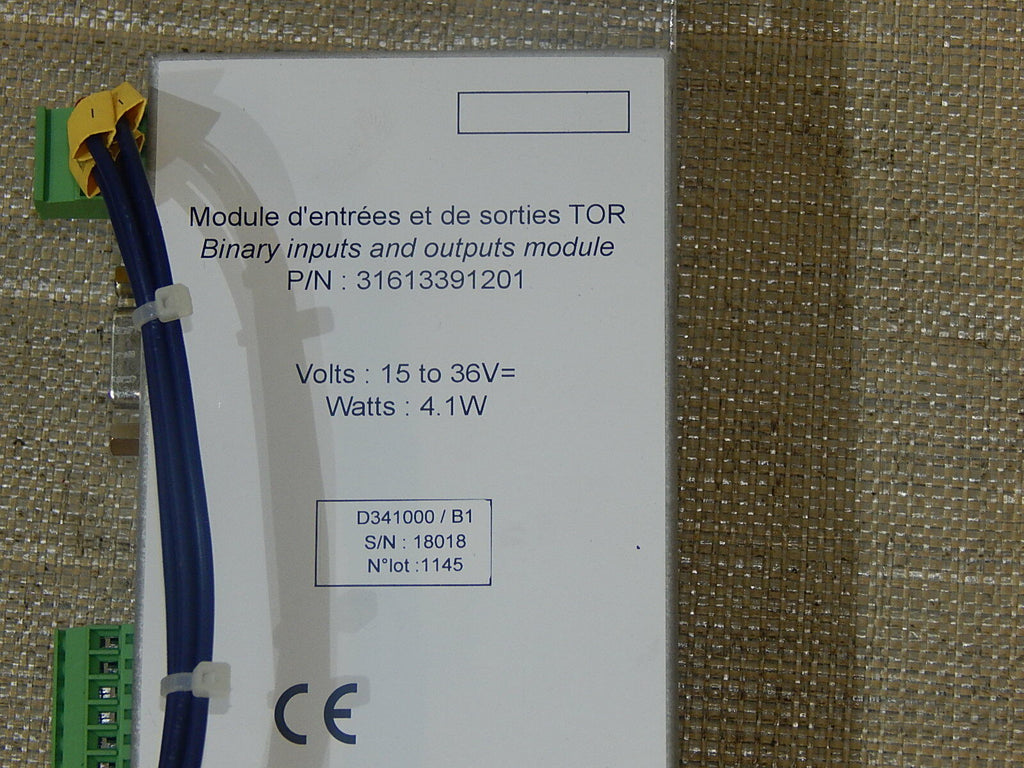 Module d'entrées et de sorties TOR
Binary inputs and outputs module
P/N : 31613391201
Volts : 15 to 36V=
Watts : 4.1W
D341000 / B1
S/N : 18018
N°lot :1145
CE